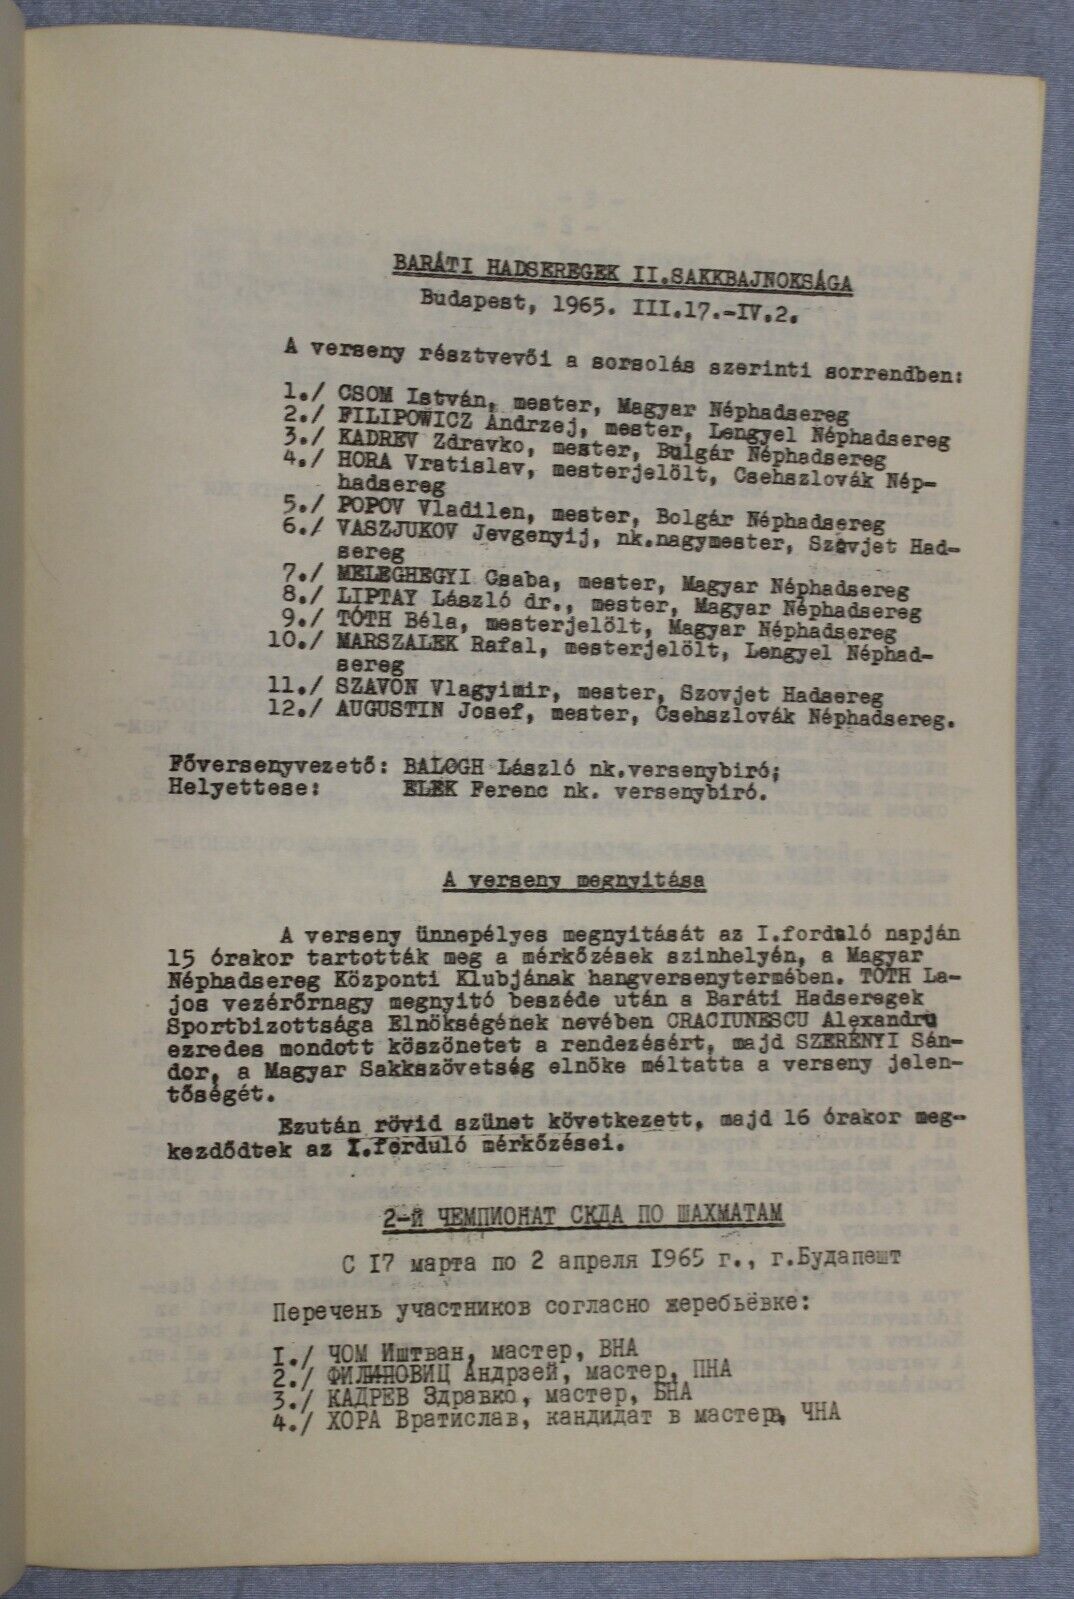 BARÁTI HADSEREGEK II.SAKKBAJNOKSÁGA
Budapest, 1965. III.17.-IV.2.
A verseny résztvevői a sorsolás szerinti sorrendben:
1./ CSOM István, mester, Magyar Néphadsereg
2./ FILIPOWICZ Andrzej, mester, Lengyel Néphadsereg
3./ KADREV Zdravko, mester, Bulgár Néphadsereg
4./ HORA Vratislav, mesterjelölt, Csehszlovák Nép-
hadsereg
5./ POPOV Vladilen, mester, Bolgár Néphadsereg
6./ VASZJUKOV Jevgenyij, nk.nagymester, Szovjet Had-
sereg
7./ MELEGHEGYI Csaba, mester, Magyar Néphadsereg
8./ LIPTAY László dr., mester, Magyar Néphadsereg
9./ TÓTH Béla, mesterjelölt, Magyar Néphadsereg
10./ MARSZALEK Rafal, mesterjelölt, Lengyel Néphad-
sereg
11./ SZAVON Vlagyimir, mester, Szovjet Hadsereg
12./ AUGUSTIN Josef, mester, Csehszlovák Néphadsereg.
Főversenyvezető: BALOGH László nk.versenybiró;
Helyettese: ELEK Ferenc nk. versenybiró.
A verseny megnyitása
A verseny ünnepélyes megnyitását az I.forduló napján
15 órakor tartották meg a mérkőzések szinhelyén, a Magyar
Néphadsereg Központi Klubjának hangversenytermében. TÓTH La-
jos vezérőrnagy megnyitó beszéde után a Baráti Hadseregek
Sportbizottsága Elnökségének nevében CRACIUNESCU Alexandru
ezredes mondott köszönetet a rendezésért, majd SZERÉNYI Sán-
dor, a Magyar Sakkszövetség elnöke méltatta a verseny jelen-
tőségét.
Ezután rövid szünet következett, majd 16 órakor meg-
kezdődtek az I.forduló mérkőzései.
2-й ЧЕМПИОНАТ СКДА ПО ШАХМАТАМ
С 17 марта по 2 апреля 1965 г., г.Будапешт
Перечень участников согласно жеребьёвке:
I./ ЧОМ Иштван, мастер, ВНА
2./ ФИЛИПОВИЦ Андрзей, мастер, ПНА
3./ КАДРЕВ Здравко, мастер, БНА
4./ ХОРА Вратислав, кандидат в мастера, ЧНА